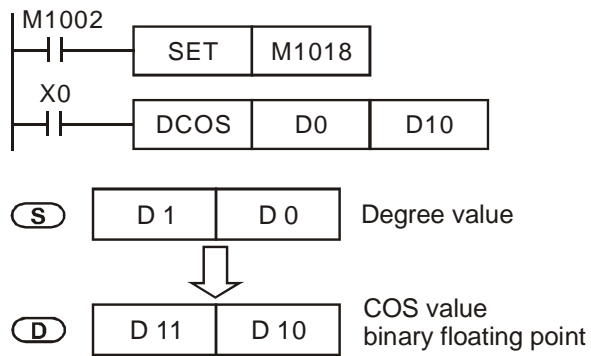 M1002
SET M1018
X0
DCOS D0 D10
S D 1 D 0 Degree value
COS value
D D 11 D 10 binary floating point